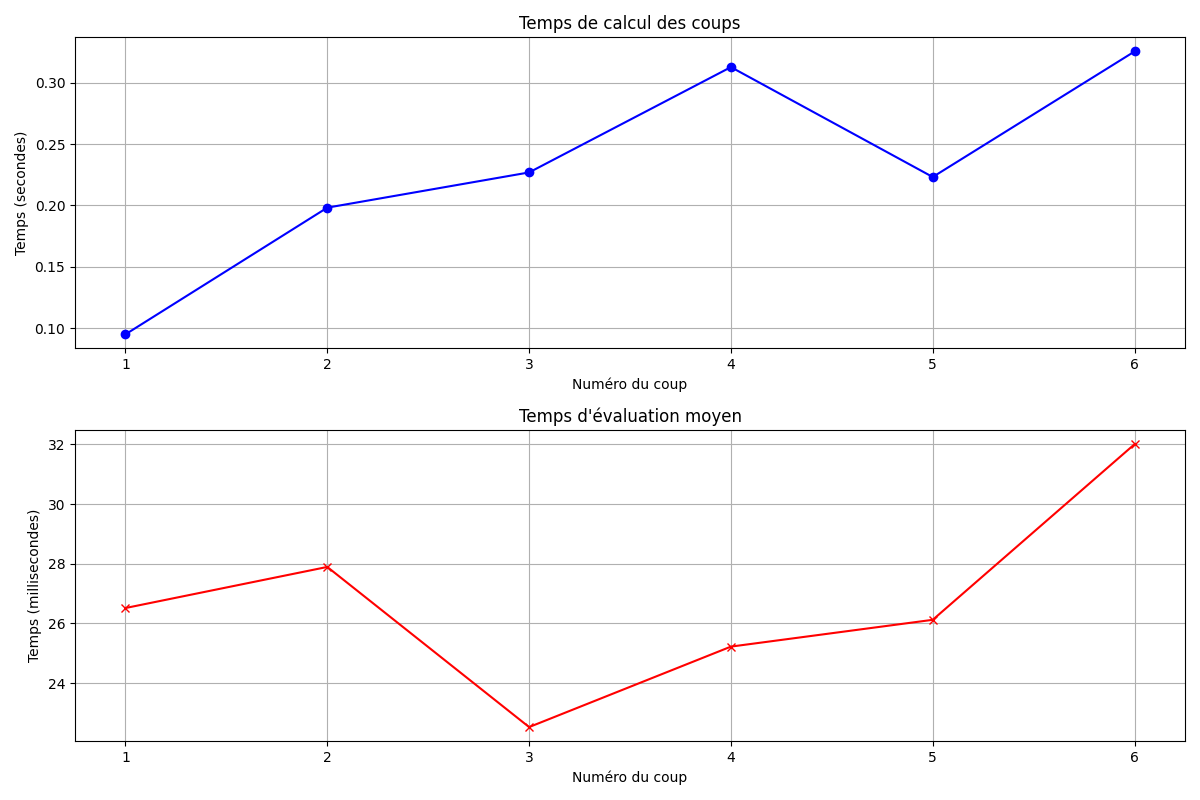 Temps de calcul des coups
Temps (secondes)
0.30
0.25
0.20
0.15
0.10
1 2 3 4 5 6
Numéro du coup
Temps d'évaluation moyen
Temps (millisecondes)
32
30
28
26
24
1 2 3 4 5 6
Numéro du coup